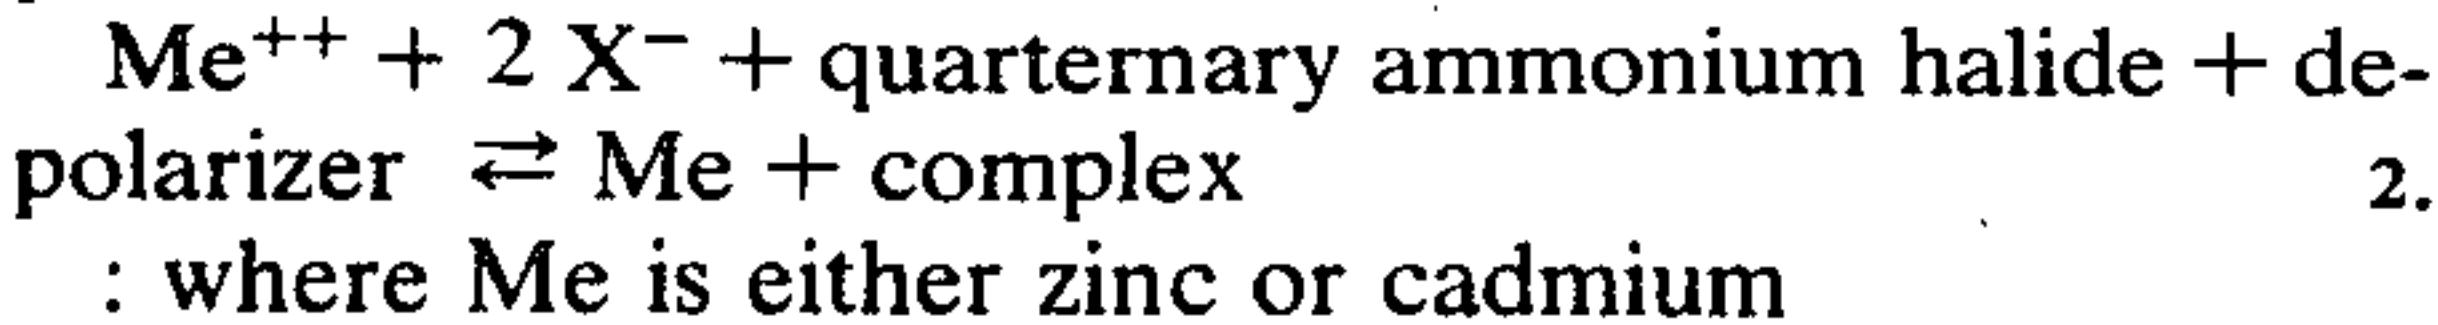 Me⁺⁺ + 2 X⁻ + quarternary ammonium halide + de-
polarizer ⇄ Me + complex 2.
: where Me is either zinc or cadmium